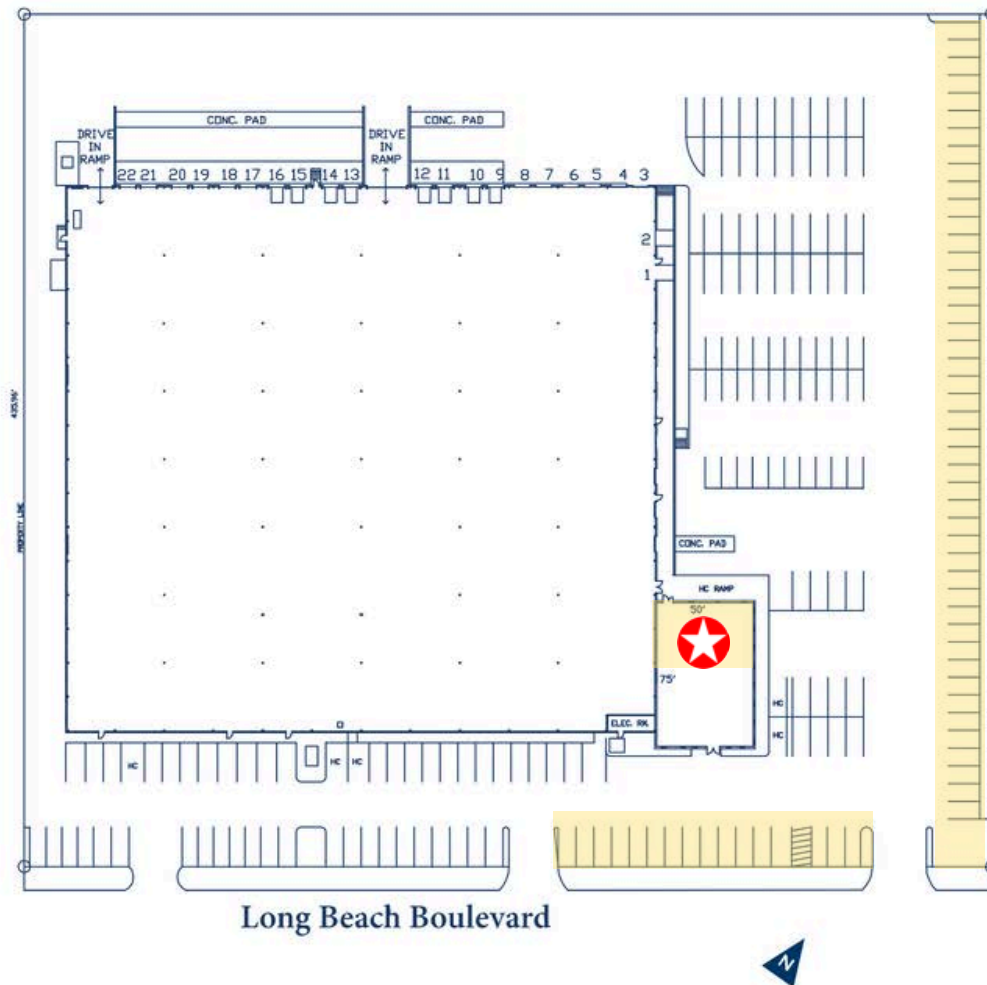 CONC. PAD
CONC. PAD
DRIVE IN RAMP
DRIVE IN RAMP
22 21 20 19 18 17 16 15 14 13 12 11 10 9 8 7 6 5 4 3
2
1
435.96'
PROPERTY LINE
CONC. PAD
HC RAMP
50'
75'
ELEC. RM.
HC
HC
HC
HC
HC
Long Beach Boulevard
N